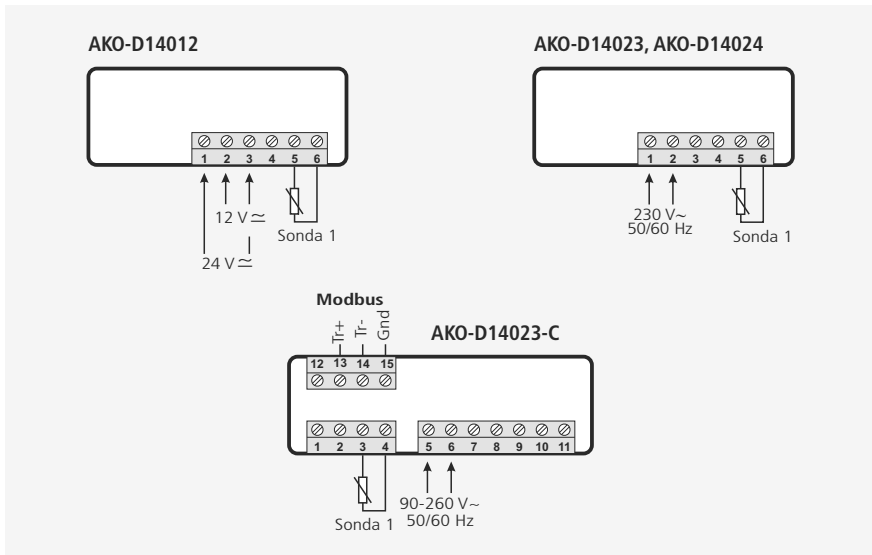 AKO-D14012
1 2 3 4 5 6
12 V ≃
Sonda 1
24 V ≃
AKO-D14023, AKO-D14024
1 2 3 4 5 6
230 V~
50/60 Hz
Sonda 1
Modbus
Tr+
Tr-
Gnd
AKO-D14023-C
12 13 14 15
1 2 3 4
5 6 7 8 9 10 11
Sonda 1
90-260 V~
50/60 Hz